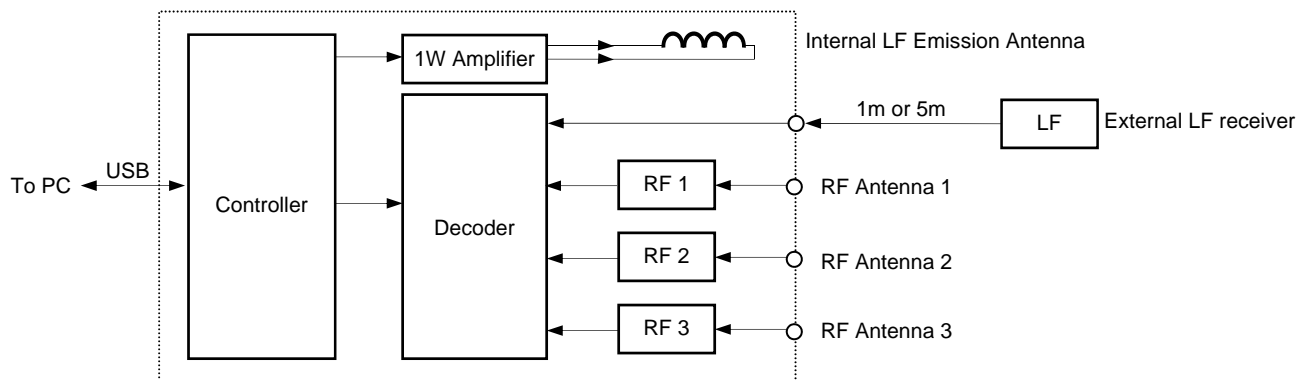 1W Amplifier
Internal LF Emission Antenna
1m or 5m
LF
External LF receiver
To PC
USB
Controller
Decoder
RF 1
RF Antenna 1
RF 2
RF Antenna 2
RF 3
RF Antenna 3